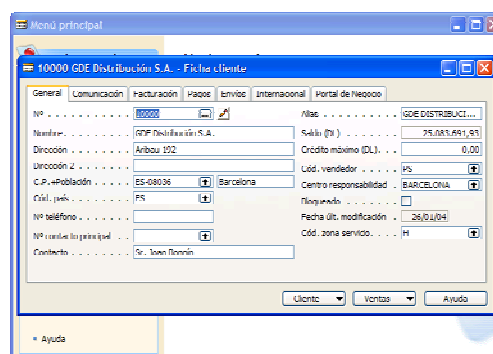 Menú principal
10000 GDE Distribución S.A. - Ficha cliente
General Comunicación Facturación Pagos Envíos Internacional Portal de Negocio
Nº 10000 Alias GDE DISTRIBUCI...
Nombre GDE Distribución S.A. Saldo (DL) 25.083.691,93
Dirección Aribau 192 Crédito máximo (DL) 0,00
Dirección 2 Cód. vendedor PS
C.P.+Población ES-08036 Barcelona Centro responsabilidad BARCELONA
Cód. país ES Bloqueado
Nº teléfono Fecha últ. modificación 26/01/04
Nº contacto principal Cód. zona servicio H
Contacto Sr. Joan
Cliente Ventas Ayuda
Ayuda